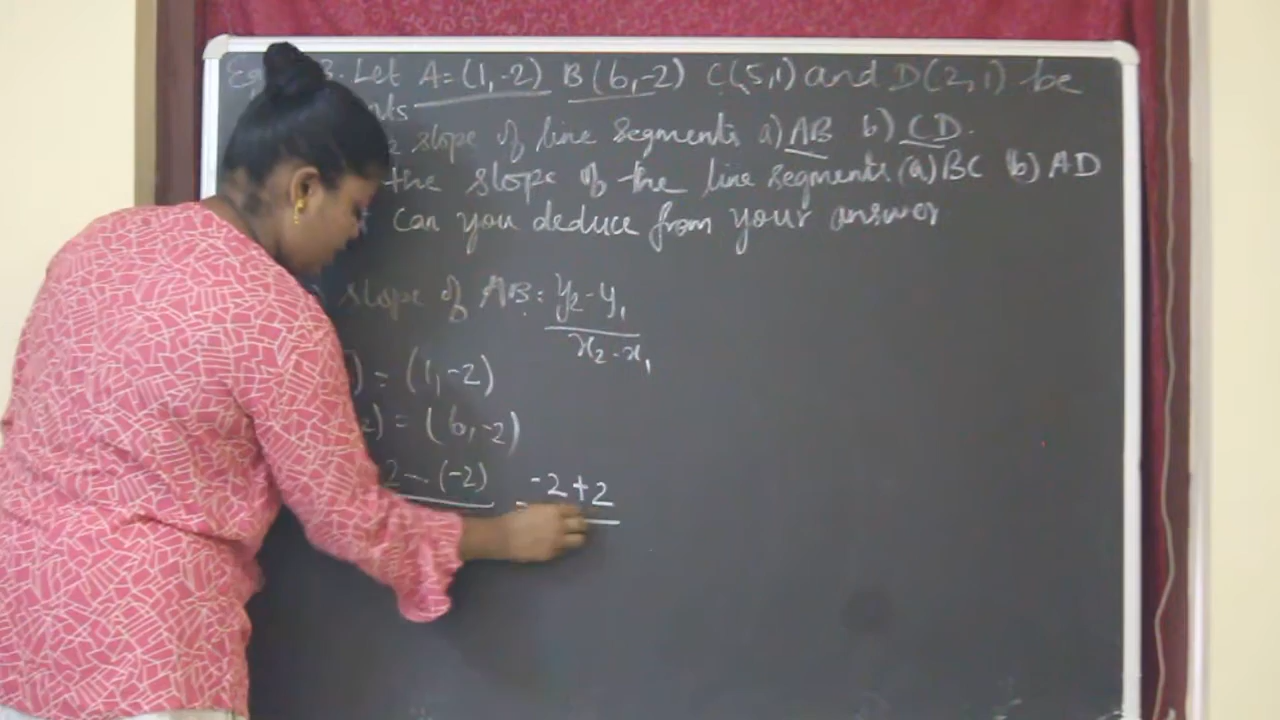 3. Let A=(1,-2) B(6,-2) C(5,1) and D(2,1) be
slope of line segments a) AB b) CD.
the slope of the line segments (a) BC b) AD
can you deduce from your answer
slope of AB = y₂-y₁
x₂-x₁
) = (1,-2)
₂) = (6,-2)
2-(-2) -2+2